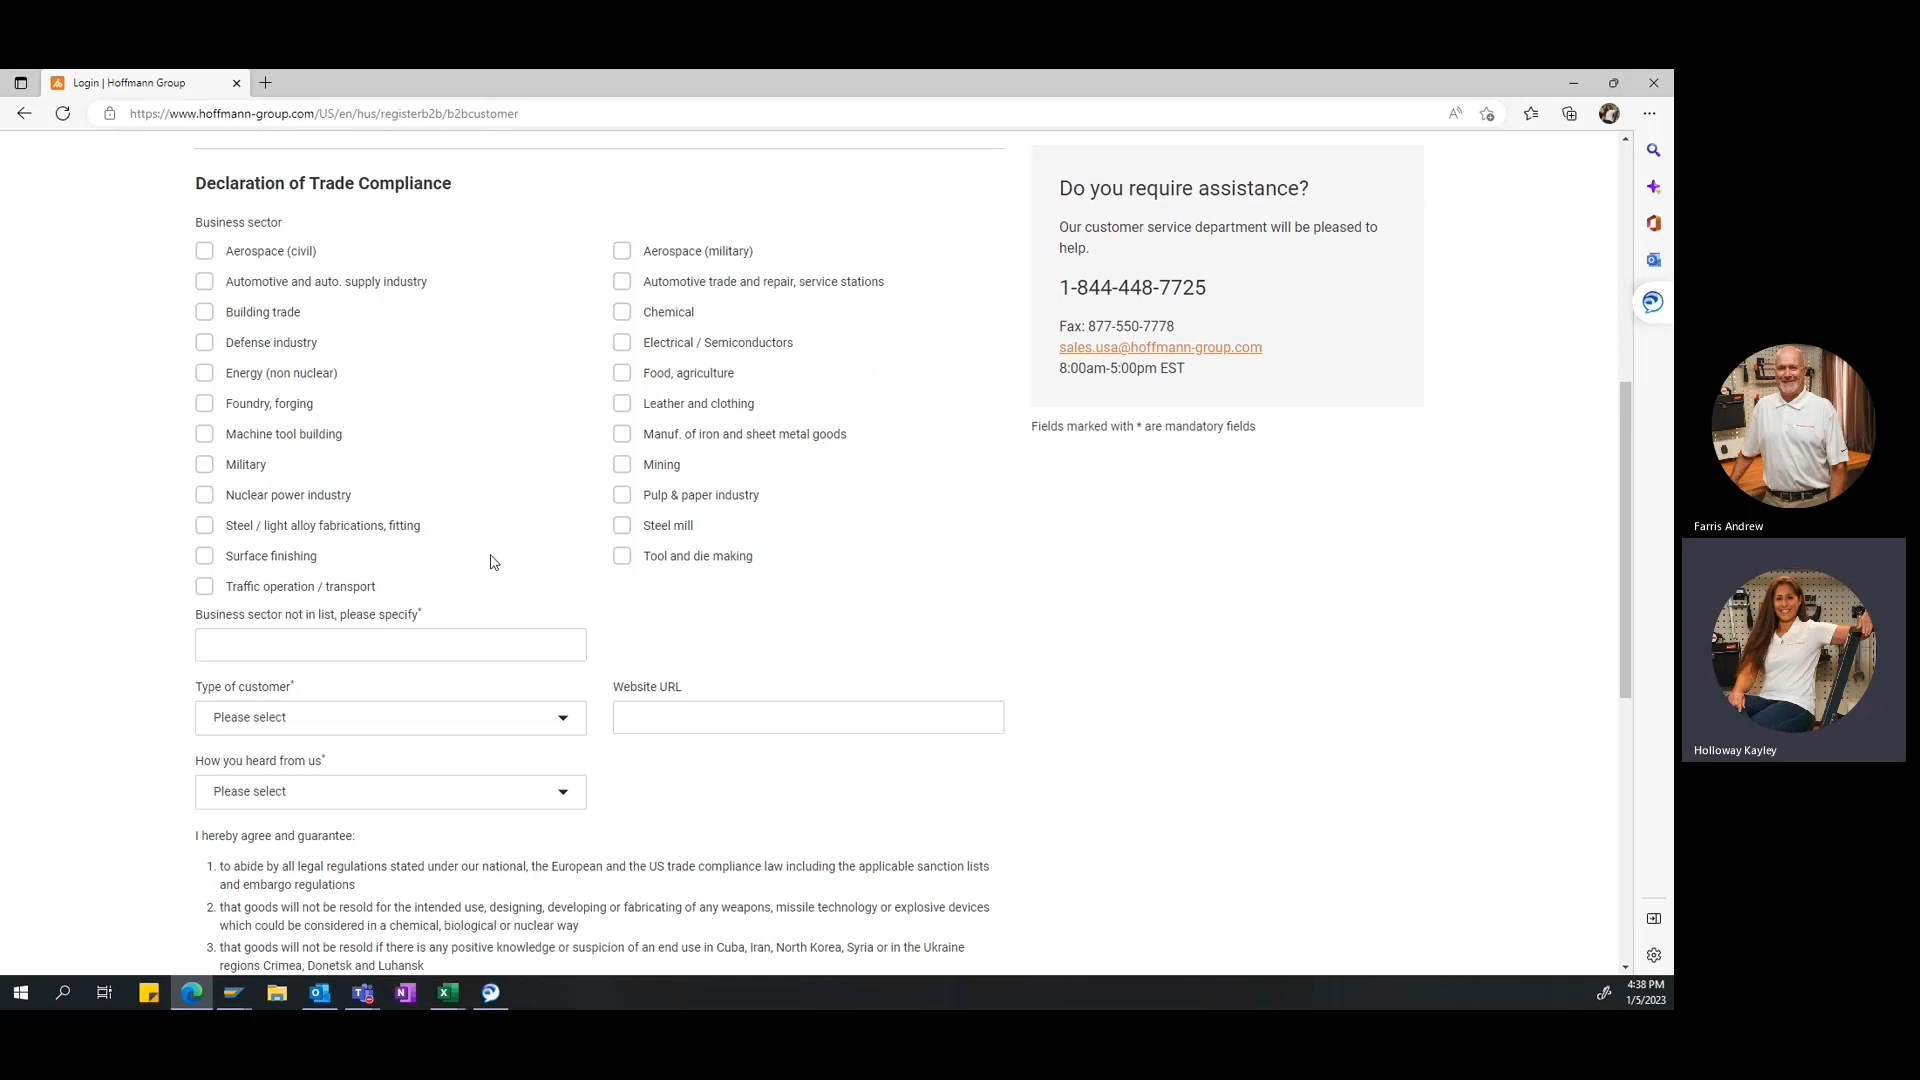 Login | Hoffmann Group
https://www.hoffmann-group.com/US/en/hus/registerb2b/b2bcustomer
Declaration of Trade Compliance
Business sector
Aerospace (civil)
Aerospace (military)
Automotive and auto. supply industry
Automotive trade and repair, service stations
Building trade
Chemical
Defense industry
Electrical / Semiconductors
Energy (non nuclear)
Food, agriculture
Foundry, forging
Leather and clothing
Machine tool building
Manuf. of iron and sheet metal goods
Military
Mining
Nuclear power industry
Pulp & paper industry
Steel / light alloy fabrications, fitting
Steel mill
Surface finishing
Tool and die making
Traffic operation / transport
Business sector not in list, please specify*
Type of customer*
Website URL
Please select
How you heard from us*
Please select
I hereby agree and guarantee:
1. to abide by all legal regulations stated under our national, the European and the US trade compliance law including the applicable sanction lists
and embargo regulations
2. that goods will not be resold for the intended use, designing, developing or fabricating of any weapons, missile technology or explosive devices
which could be considered in a chemical, biological or nuclear way
3. that goods will not be resold if there is any positive knowledge or suspicion of an end use in Cuba, Iran, North Korea, Syria or in the Ukraine
regions Crimea, Donetsk and Luhansk
Do you require assistance?
Our customer service department will be pleased to
help.
1-844-448-7725
Fax: 877-550-7778
sales.usa@hoffmann-group.com
8:00am-5:00pm EST
Fields marked with * are mandatory fields
Farris Andrew
Holloway Kayley
4:38 PM
1/5/2023